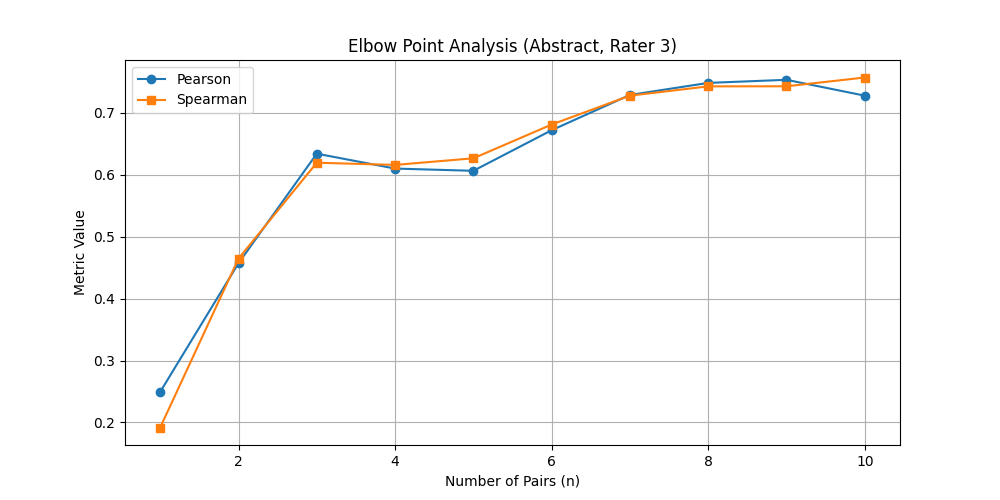 Elbow Point Analysis (Abstract, Rater 3)
Pearson
Spearman
Metric Value
0.7
0.6
0.5
0.4
0.3
0.2
2 4 6 8 10
Number of Pairs (n)